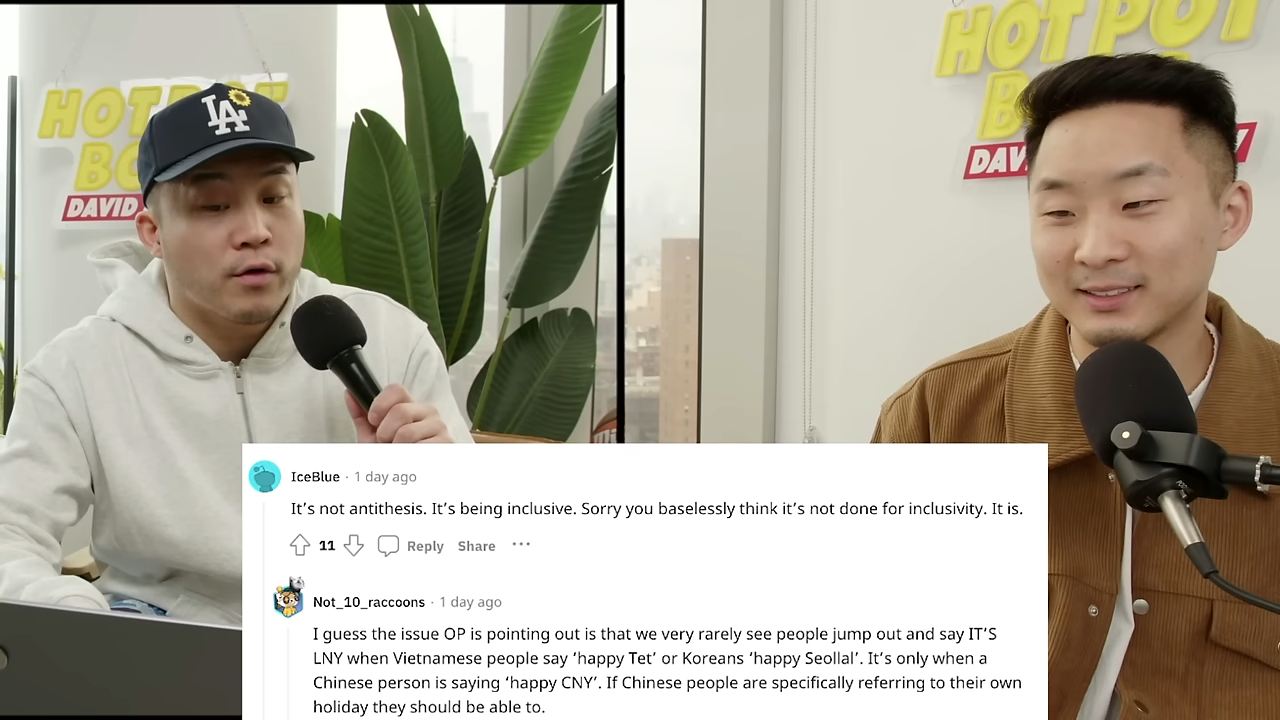 HOT POT
BO
DAVID
LA
HOT POT
B
DAV
Y
IceBlue · 1 day ago
It's not antithesis. It's being inclusive. Sorry you baselessly think it's not done for inclusivity. It is.
11 Reply Share ...
Not_10_raccoons · 1 day ago
I guess the issue OP is pointing out is that we very rarely see people jump out and say IT'S
LNY when Vietnamese people say ‘happy Tet’ or Koreans ‘happy Seollal’. It's only when a
Chinese person is saying ‘happy CNY’. If Chinese people are specifically referring to their own
holiday they should be able to.